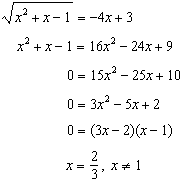 √(x² + x − 1) = −4x + 3
x² + x − 1 = 16x² − 24x + 9
0 = 15x² − 25x + 10
0 = 3x² − 5x + 2
0 = (3x − 2)(x − 1)
x = 2/3, x ≠ 1